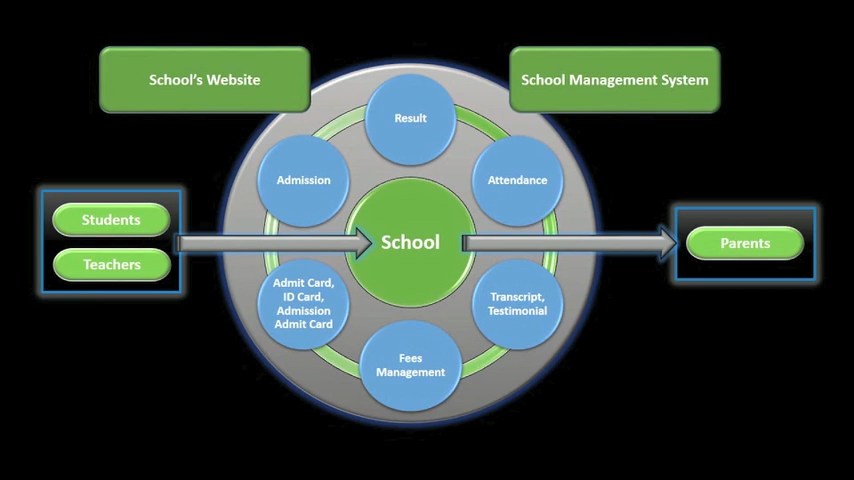 School's Website
School Management System
Result
Admission
Attendance
Students
Teachers
School
Parents
Admit Card,
ID Card,
Admission
Admit Card
Transcript,
Testimonial
Fees
Management